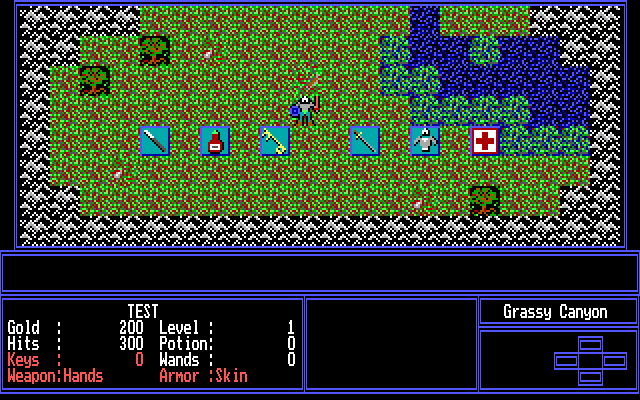 TEST
Grassy Canyon
Gold : 200 Level : 1
Hits : 300 Potion: 0
Keys : 0 Wands : 0
Weapon:Hands Armor :Skin